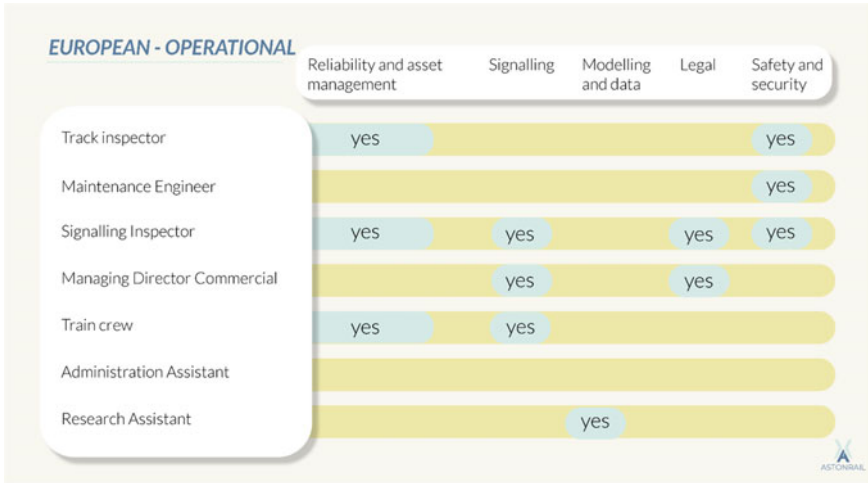 EUROPEAN - OPERATIONAL
Reliability and asset management Signalling Modelling and data Legal Safety and security
Track inspector yes yes
Maintenance Engineer yes
Signalling Inspector yes yes yes yes
Managing Director Commercial yes yes
Train crew yes yes
Administration Assistant
Research Assistant yes
ASTONRAIL